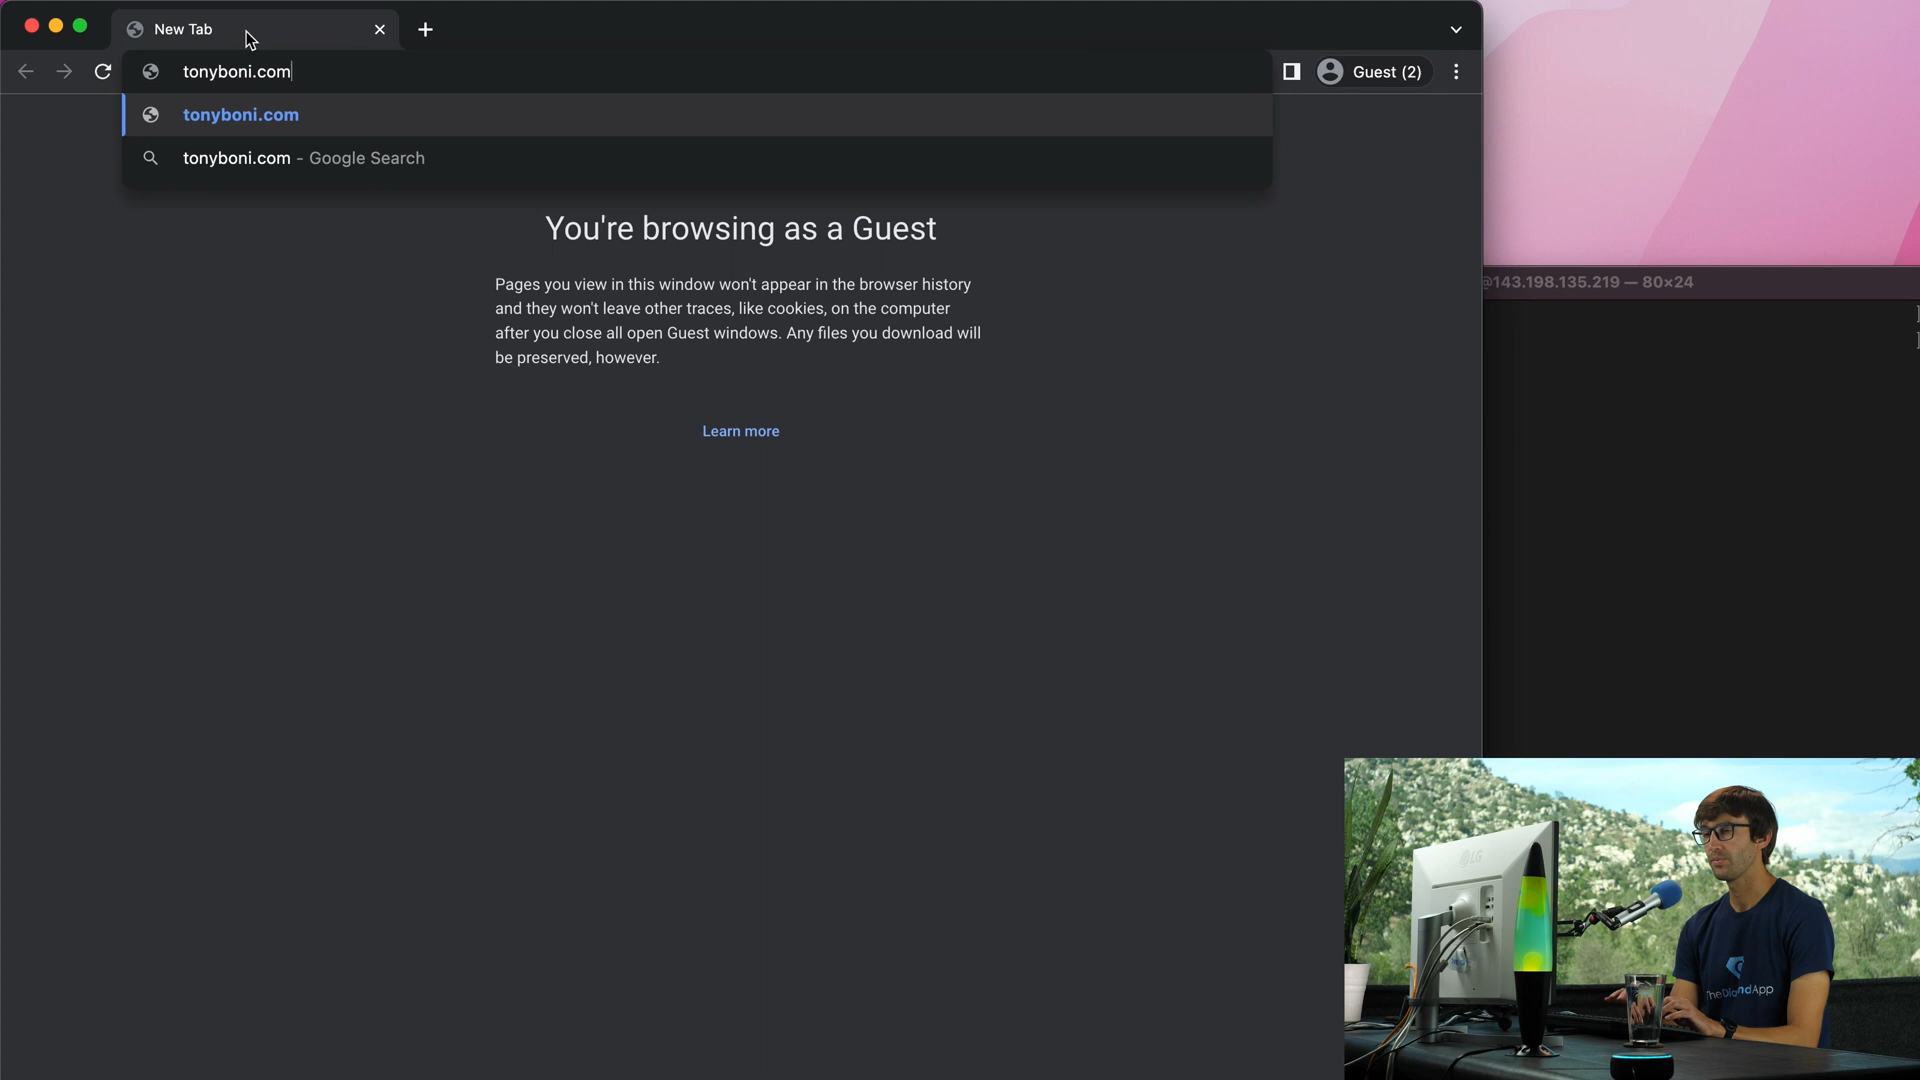 New Tab
tonyboni.com
Guest (2)
tonyboni.com
tonyboni.com - Google Search
You're browsing as a Guest
Pages you view in this window won't appear in the browser history
and they won't leave other traces, like cookies, on the computer
after you close all open Guest windows. Any files you download will
be preserved, however.
Learn more
@143.198.135.219 — 80×24
LG